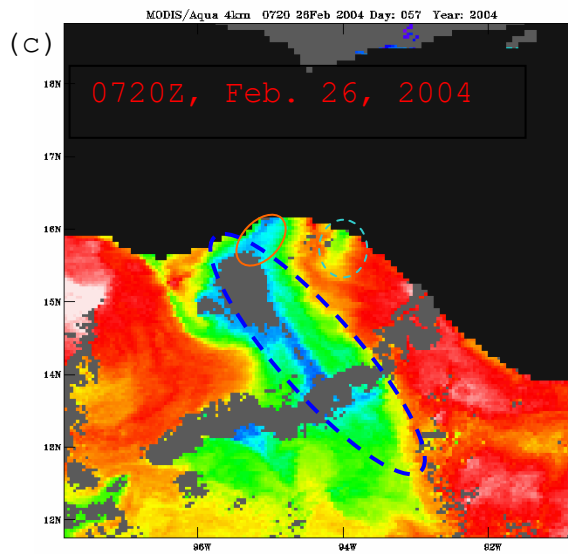 MODIS/Aqua 4km 0720 26Feb 2004 Day: 057 Year: 2004
(c)
18N
0720Z, Feb. 26, 2004
17N
16N
15N
14N
13N
12N
96W 94W 92W